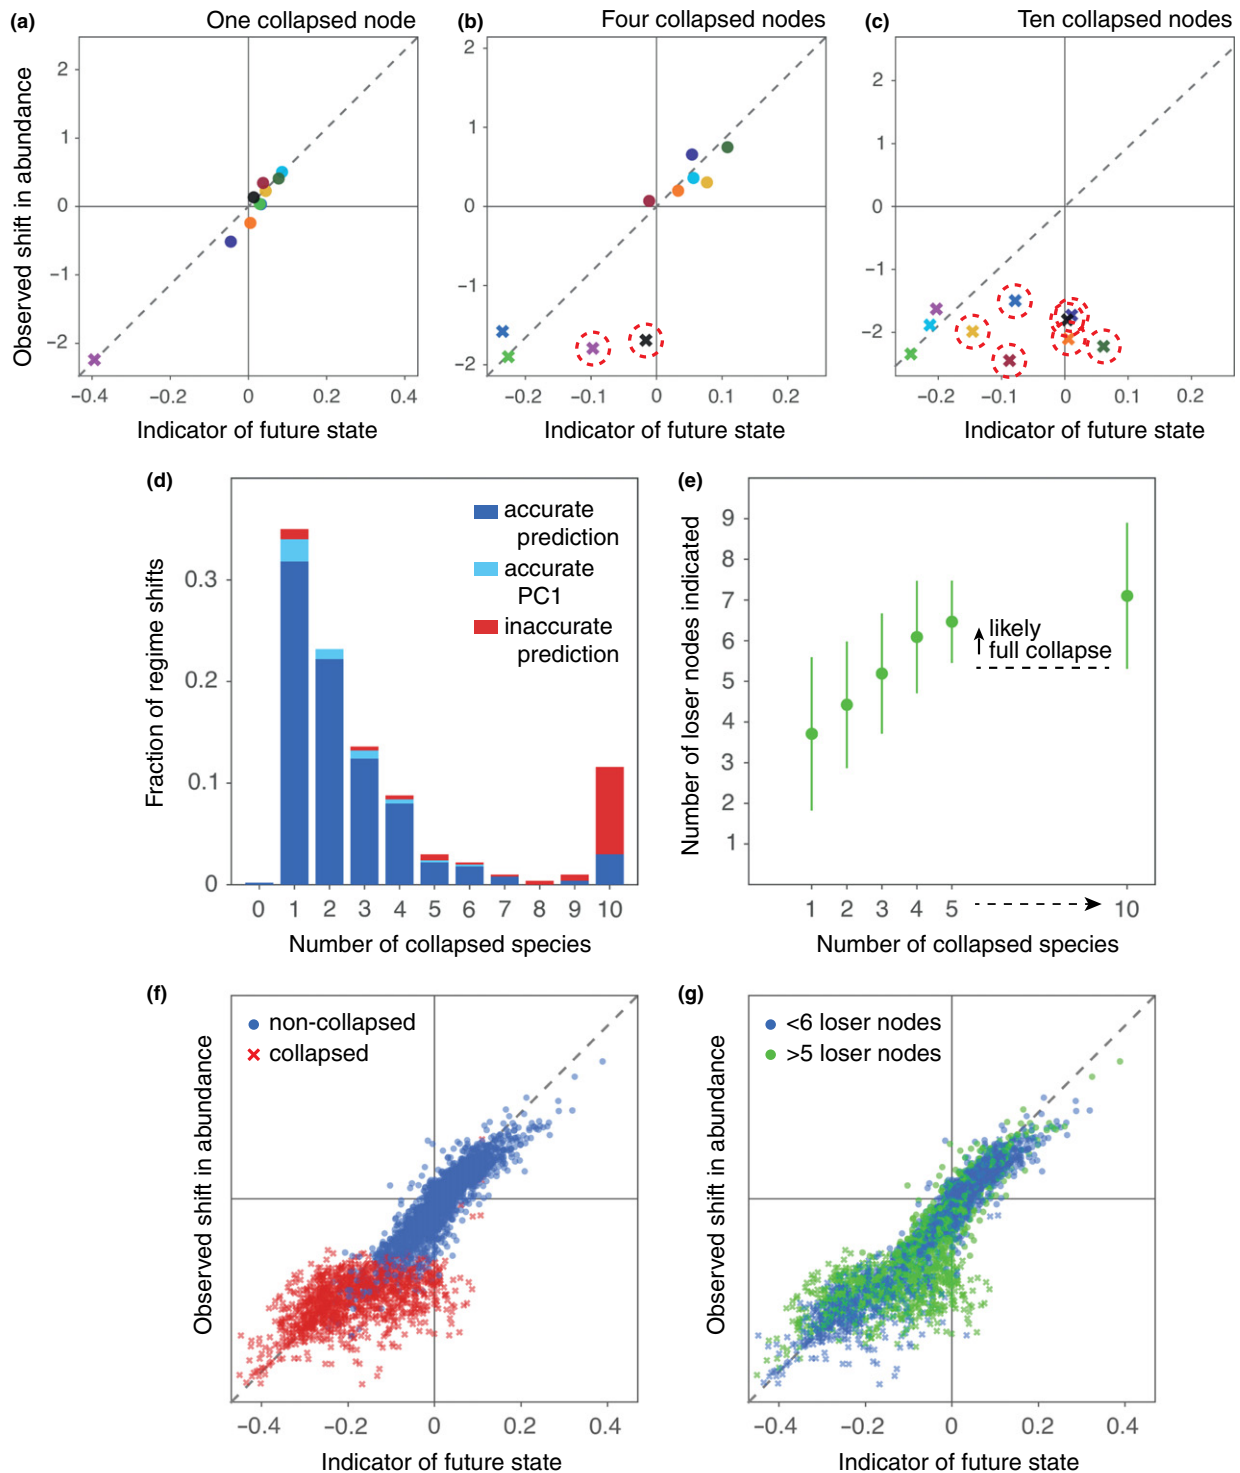 (a)
One collapsed node
Observed shift in abundance
2
1
0
−1
−2
−0.4
−0.2
0
0.2
0.4
Indicator of future state
(b)
Four collapsed nodes
2
1
0
−1
−2
−0.2
−0.1
0
0.1
0.2
Indicator of future state
(c)
Ten collapsed nodes
2
1
0
−1
−2
−0.2
−0.1
0
0.1
0.2
Indicator of future state
(d)
Fraction of regime shifts
0.3
0.2
0.1
0
accurate
prediction
accurate
PC1
inaccurate
prediction
0 1 2 3 4 5 6 7 8 9 10
Number of collapsed species
(e)
Number of loser nodes indicated
9
8
7
6
5
4
3
2
1
likely
full collapse
1 2 3 4 5 10
Number of collapsed species
(f)
Observed shift in abundance
non-collapsed
collapsed
−0.4
−0.2
0
0.2
0.4
Indicator of future state
(g)
Observed shift in abundance
<6 loser nodes
>5 loser nodes
−0.4
−0.2
0
0.2
0.4
Indicator of future state